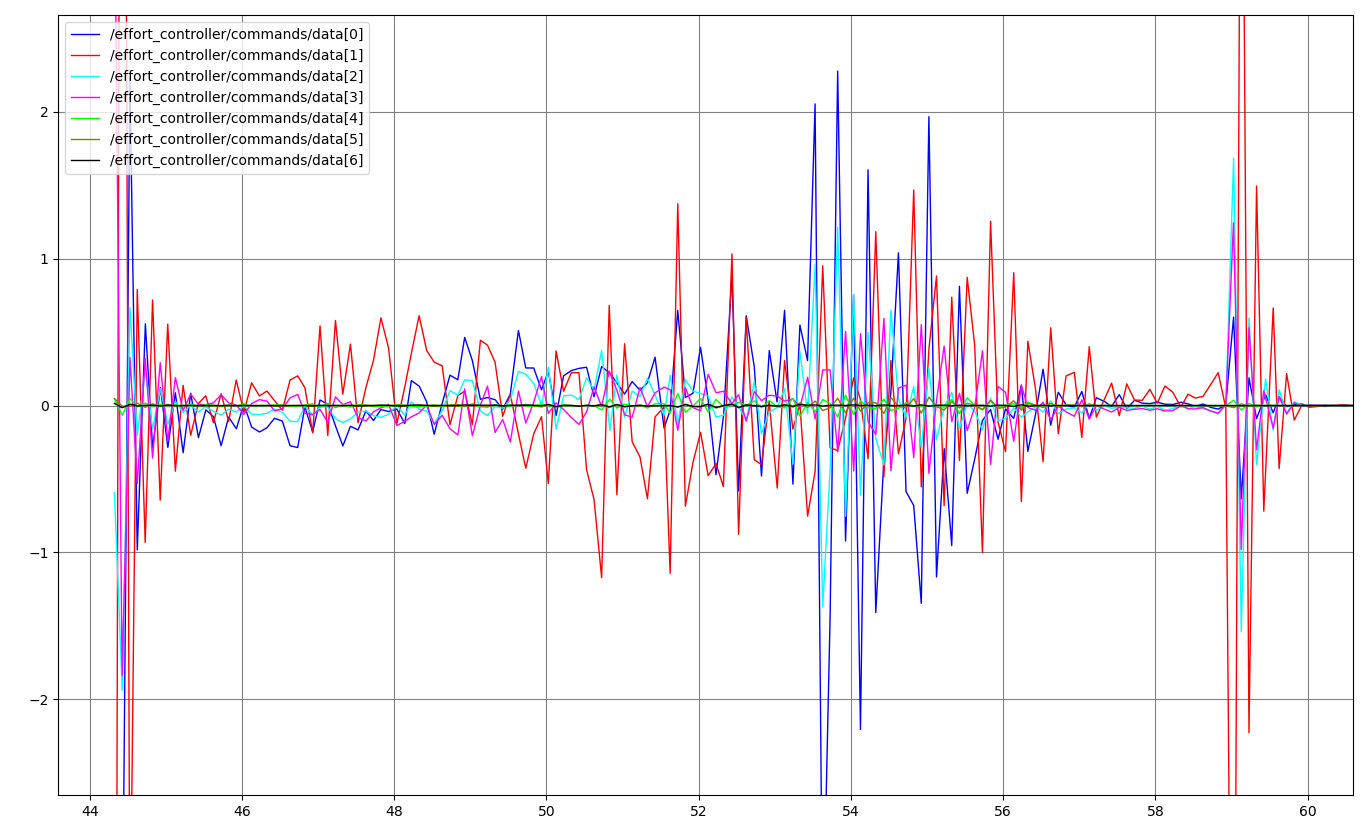 /effort_controller/commands/data[0]
/effort_controller/commands/data[1]
/effort_controller/commands/data[2]
/effort_controller/commands/data[3]
/effort_controller/commands/data[4]
/effort_controller/commands/data[5]
/effort_controller/commands/data[6]
2
1
0
−1
−2
44 46 48 50 52 54 56 58 60